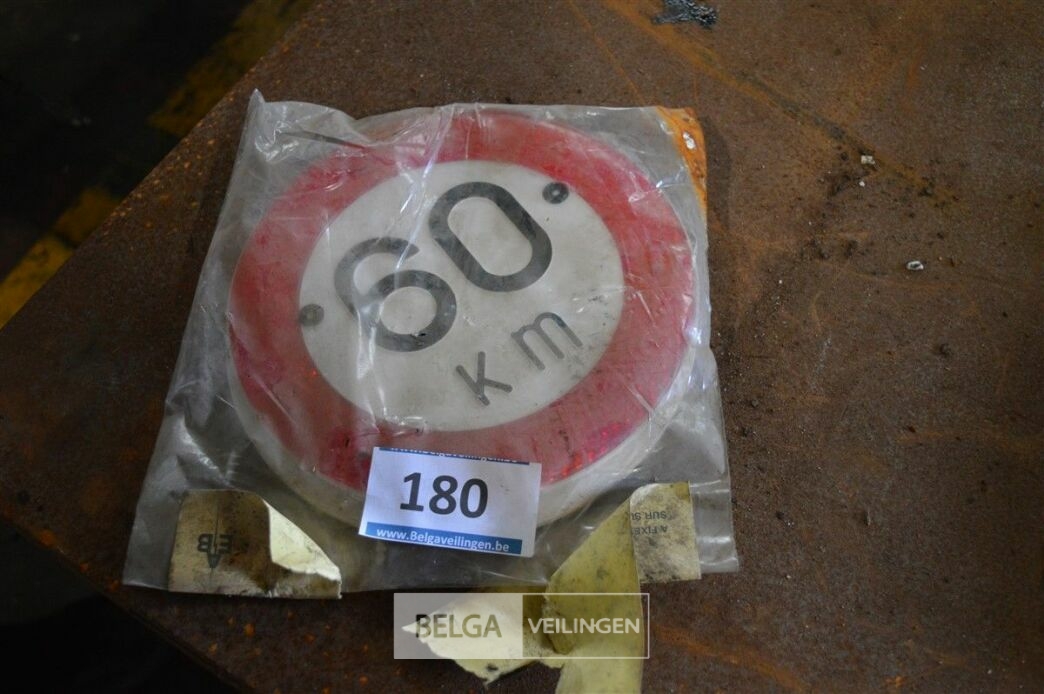 60
km
180
www.Belgaveilingen.be
BELGA VEILINGEN